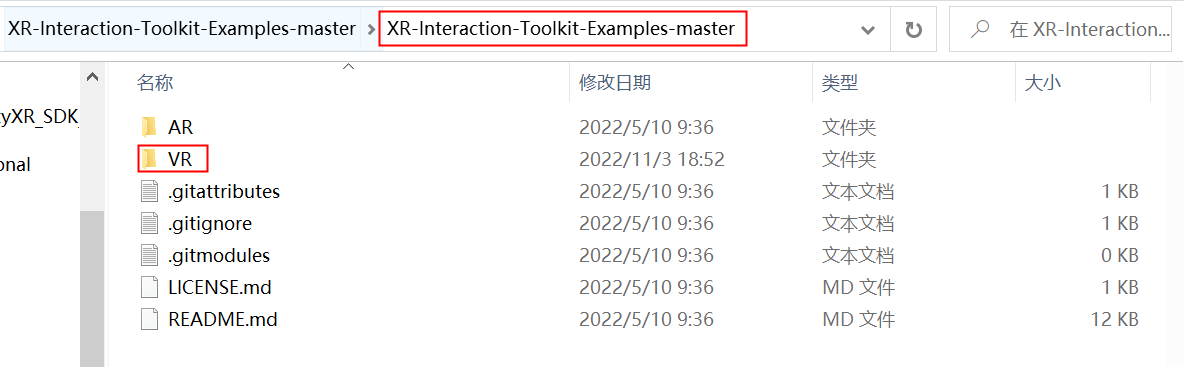 XR-Interaction-Toolkit-Examples-master > XR-Interaction-Toolkit-Examples-master 在 XR-Interaction...
名称 修改日期 类型 大小
yXR_SDK_
onal
AR 2022/5/10 9:36 文件夹
VR 2022/11/3 18:52 文件夹
.gitattributes 2022/5/10 9:36 文本文档 1 KB
.gitignore 2022/5/10 9:36 文本文档 1 KB
.gitmodules 2022/5/10 9:36 文本文档 0 KB
LICENSE.md 2022/5/10 9:36 MD 文件 1 KB
README.md 2022/5/10 9:36 MD 文件 12 KB